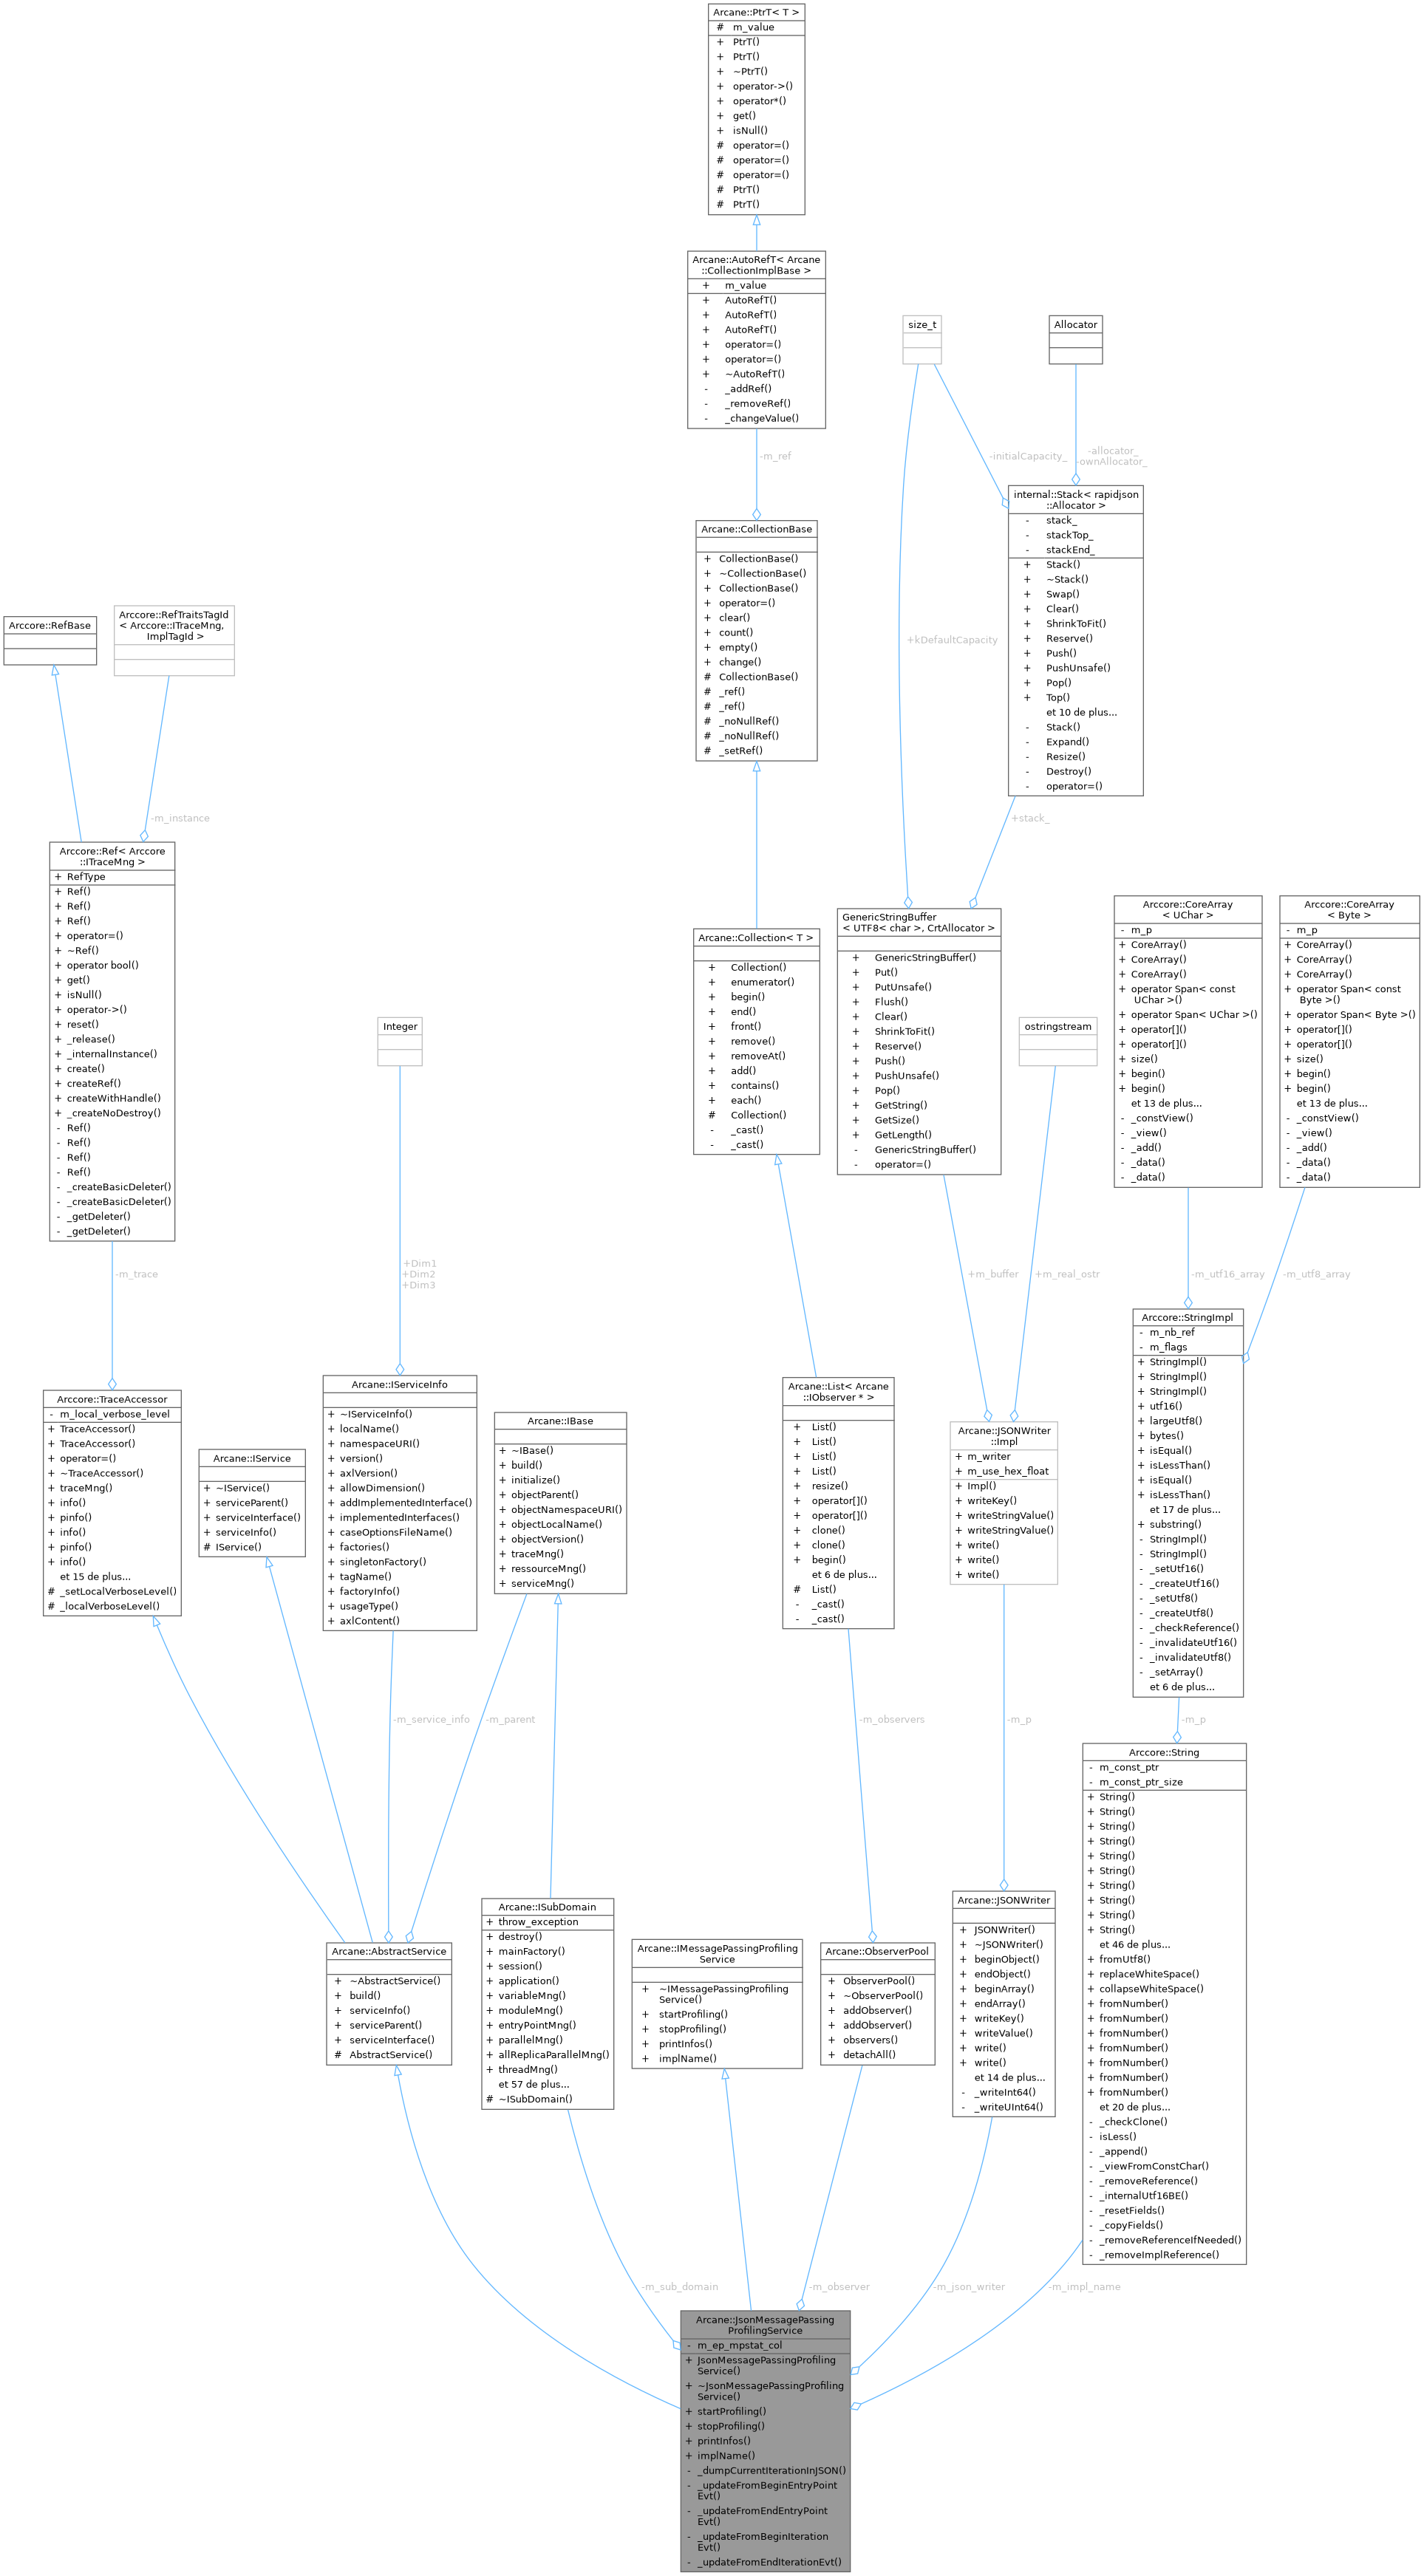 Arcane::PtrT< T >
# m_value
+ PtrT()
+ PtrT()
+ ~PtrT()
+ operator->()
+ operator*()
+ get()
+ isNull()
# operator=()
# operator=()
# operator=()
# PtrT()
# PtrT()
Arcane::AutoRefT< Arcane
::CollectionImplBase >
+ m_value
+ AutoRefT()
+ AutoRefT()
+ AutoRefT()
+ operator=()
+ operator=()
+ ~AutoRefT()
- _addRef()
- _removeRef()
- _changeValue()
size_t
Allocator
-m_ref
-initialCapacity_
-allocator_
-ownAllocator_
internal::Stack< rapidjson
::Allocator >
- stack_
- stackTop_
- stackEnd_
+ Stack()
+ ~Stack()
+ Swap()
+ Clear()
+ ShrinkToFit()
+ Reserve()
+ Push()
+ PushUnsafe()
+ Pop()
+ Top()
et 10 de plus...
- Stack()
- Expand()
- Resize()
- Destroy()
- operator=()
Arcane::CollectionBase
+ CollectionBase()
+ ~CollectionBase()
+ CollectionBase()
+ operator=()
+ clear()
+ count()
+ empty()
+ change()
# CollectionBase()
# _ref()
# _ref()
# _noNullRef()
# _noNullRef()
# _setRef()
+kDefaultCapacity
Arccore::RefBase
Arccore::RefTraitsTagId
< Arccore::ITraceMng,
ImplTagId >
-m_instance
+stack_
Arccore::Ref< Arccore
::ITraceMng >
+ RefType
+ Ref()
+ Ref()
+ Ref()
+ operator=()
+ ~Ref()
+ operator bool()
+ get()
+ isNull()
+ operator->()
+ reset()
+ _release()
+ _internalInstance()
+ create()
+ createRef()
+ createWithHandle()
+ _createNoDestroy()
- Ref()
- Ref()
- Ref()
- Ref()
- _createBasicDeleter()
- _createBasicDeleter()
- _getDeleter()
- _getDeleter()
Integer
Arcane::Collection< T >
+ Collection()
+ enumerator()
+ begin()
+ end()
+ front()
+ remove()
+ removeAt()
+ add()
+ contains()
+ each()
# Collection()
- _cast()
- _cast()
GenericStringBuffer
< UTF8< char >, CrtAllocator >
+ GenericStringBuffer()
+ Put()
+ PutUnsafe()
+ Flush()
+ Clear()
+ ShrinkToFit()
+ Reserve()
+ Push()
+ PushUnsafe()
+ Pop()
+ GetString()
+ GetSize()
+ GetLength()
- GenericStringBuffer()
- operator=()
ostringstream
Arccore::CoreArray
< UChar >
- m_p
+ CoreArray()
+ CoreArray()
+ CoreArray()
+ operator Span< const
UChar >()
+ operator Span< UChar >()
+ operator[]()
+ operator[]()
+ size()
+ begin()
+ begin()
et 13 de plus...
- _constView()
- _view()
- _add()
- _data()
- _data()
Arccore::CoreArray
< Byte >
- m_p
+ CoreArray()
+ CoreArray()
+ CoreArray()
+ operator Span< const
Byte >()
+ operator Span< Byte >()
+ operator[]()
+ operator[]()
+ size()
+ begin()
+ begin()
et 13 de plus...
- _constView()
- _view()
- _add()
- _data()
- _data()
-m_trace
+Dim1
+Dim2
+Dim3
+m_buffer
+m_real_ostr
-m_utf16_array
-m_utf8_array
Arccore::TraceAccessor
- m_local_verbose_level
+ TraceAccessor()
+ TraceAccessor()
+ operator=()
+ ~TraceAccessor()
+ traceMng()
+ info()
+ pinfo()
+ info()
+ pinfo()
+ info()
et 15 de plus...
# _setLocalVerboseLevel()
# _localVerboseLevel()
Arcane::IService
+ ~IService()
+ serviceParent()
+ serviceInterface()
+ serviceInfo()
# IService()
Arcane::IServiceInfo
+ ~IServiceInfo()
+ localName()
+ namespaceURI()
+ version()
+ axlVersion()
+ allowDimension()
+ addImplementedInterface()
+ implementedInterfaces()
+ caseOptionsFileName()
+ factories()
+ singletonFactory()
+ tagName()
+ factoryInfo()
+ usageType()
+ axlContent()
Arcane::IBase
+ ~IBase()
+ build()
+ initialize()
+ objectParent()
+ objectNamespaceURI()
+ objectLocalName()
+ objectVersion()
+ traceMng()
+ ressourceMng()
+ serviceMng()
Arcane::List< Arcane
::IObserver * >
+ List()
+ List()
+ List()
+ List()
+ resize()
+ operator[]()
+ operator[]()
+ clone()
+ clone()
+ begin()
et 6 de plus...
# List()
- _cast()
- _cast()
Arcane::JSONWriter
::Impl
+ m_writer
+ m_use_hex_float
+ Impl()
+ writeKey()
+ writeStringValue()
+ writeStringValue()
+ write()
+ write()
+ write()
Arccore::StringImpl
- m_nb_ref
- m_flags
+ StringImpl()
+ StringImpl()
+ StringImpl()
+ utf16()
+ largeUtf8()
+ bytes()
+ isEqual()
+ isLessThan()
+ isEqual()
+ isLessThan()
et 17 de plus...
+ substring()
- StringImpl()
- StringImpl()
- _setUtf16()
- _createUtf16()
- _setUtf8()
- _createUtf8()
- _checkReference()
- _invalidateUtf16()
- _invalidateUtf8()
- _setArray()
et 6 de plus...
-m_service_info
-m_parent
-m_observers
-m_p
-m_p
Arccore::String
- m_const_ptr
- m_const_ptr_size
+ String()
+ String()
+ String()
+ String()
+ String()
+ String()
+ String()
+ String()
+ String()
+ String()
et 46 de plus...
+ fromUtf8()
+ replaceWhiteSpace()
+ collapseWhiteSpace()
+ fromNumber()
+ fromNumber()
+ fromNumber()
+ fromNumber()
+ fromNumber()
+ fromNumber()
+ fromNumber()
et 20 de plus...
- _checkClone()
- isLess()
- _append()
- _viewFromConstChar()
- _removeReference()
- _internalUtf16BE()
- _resetFields()
- _copyFields()
- _removeReferenceIfNeeded()
- _removeImplReference()
Arcane::AbstractService
+ ~AbstractService()
+ build()
+ serviceInfo()
+ serviceParent()
+ serviceInterface()
# AbstractService()
Arcane::ISubDomain
+ throw_exception
+ destroy()
+ mainFactory()
+ session()
+ application()
+ variableMng()
+ moduleMng()
+ entryPointMng()
+ parallelMng()
+ allReplicaParallelMng()
+ threadMng()
et 57 de plus...
# ~ISubDomain()
Arcane::IMessagePassingProfiling
Service
+ ~IMessagePassingProfiling
Service()
+ startProfiling()
+ stopProfiling()
+ printInfos()
+ implName()
Arcane::ObserverPool
+ ObserverPool()
+ ~ObserverPool()
+ addObserver()
+ addObserver()
+ observers()
+ detachAll()
Arcane::JSONWriter
+ JSONWriter()
+ ~JSONWriter()
+ beginObject()
+ endObject()
+ beginArray()
+ endArray()
+ writeKey()
+ writeValue()
+ write()
+ write()
et 14 de plus...
- _writeInt64()
- _writeUInt64()
-m_sub_domain
-m_observer
-m_json_writer
-m_impl_name
Arcane::JsonMessagePassing
ProfilingService
- m_ep_mpstat_col
+ JsonMessagePassingProfiling
Service()
+ ~JsonMessagePassingProfiling
Service()
+ startProfiling()
+ stopProfiling()
+ printInfos()
+ implName()
- _dumpCurrentIterationInJSON()
- _updateFromBeginEntryPoint
Evt()
- _updateFromEndEntryPoint
Evt()
- _updateFromBeginIteration
Evt()
- _updateFromEndIterationEvt()